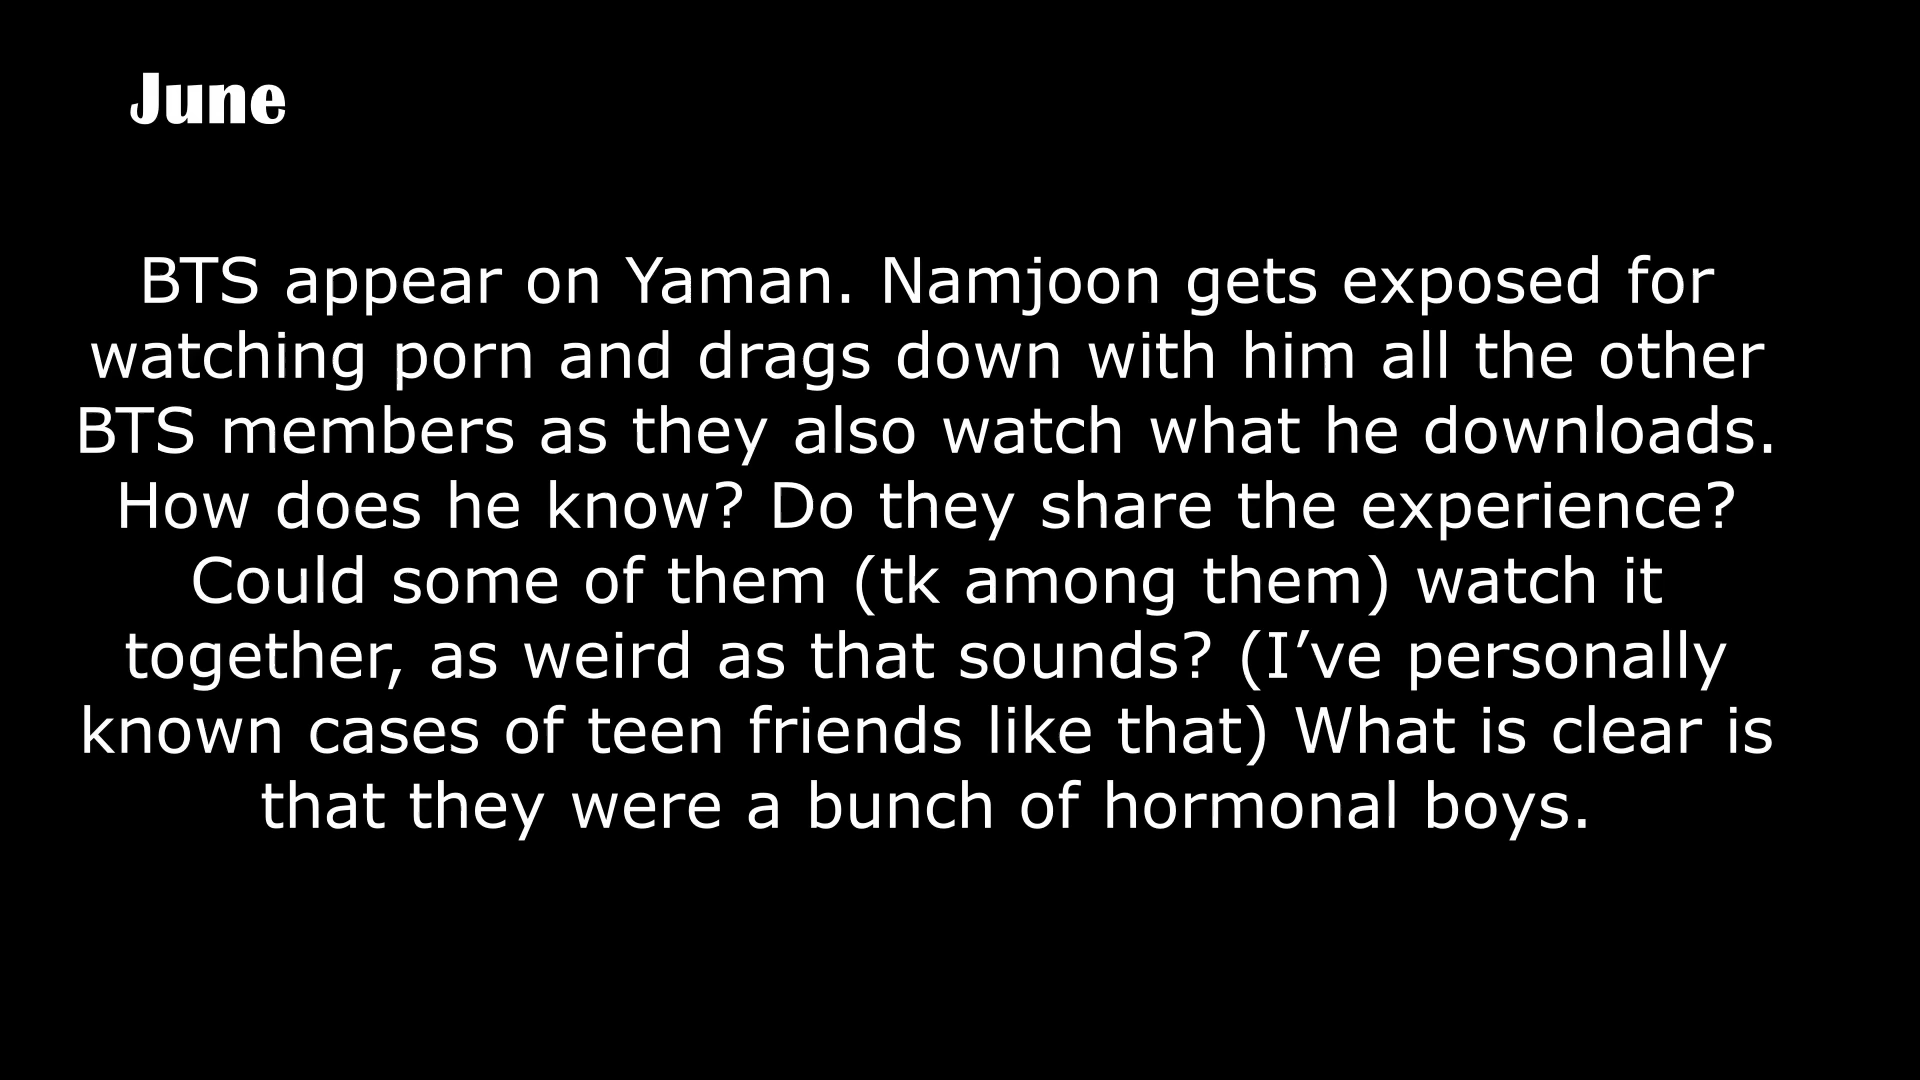 June
BTS appear on Yaman. Namjoon gets exposed for
watching porn and drags down with him all the other
BTS members as they also watch what he downloads.
How does he know? Do they share the experience?
Could some of them (tk among them) watch it
together, as weird as that sounds? (I’ve personally
known cases of teen friends like that) What is clear is
that they were a bunch of hormonal boys.